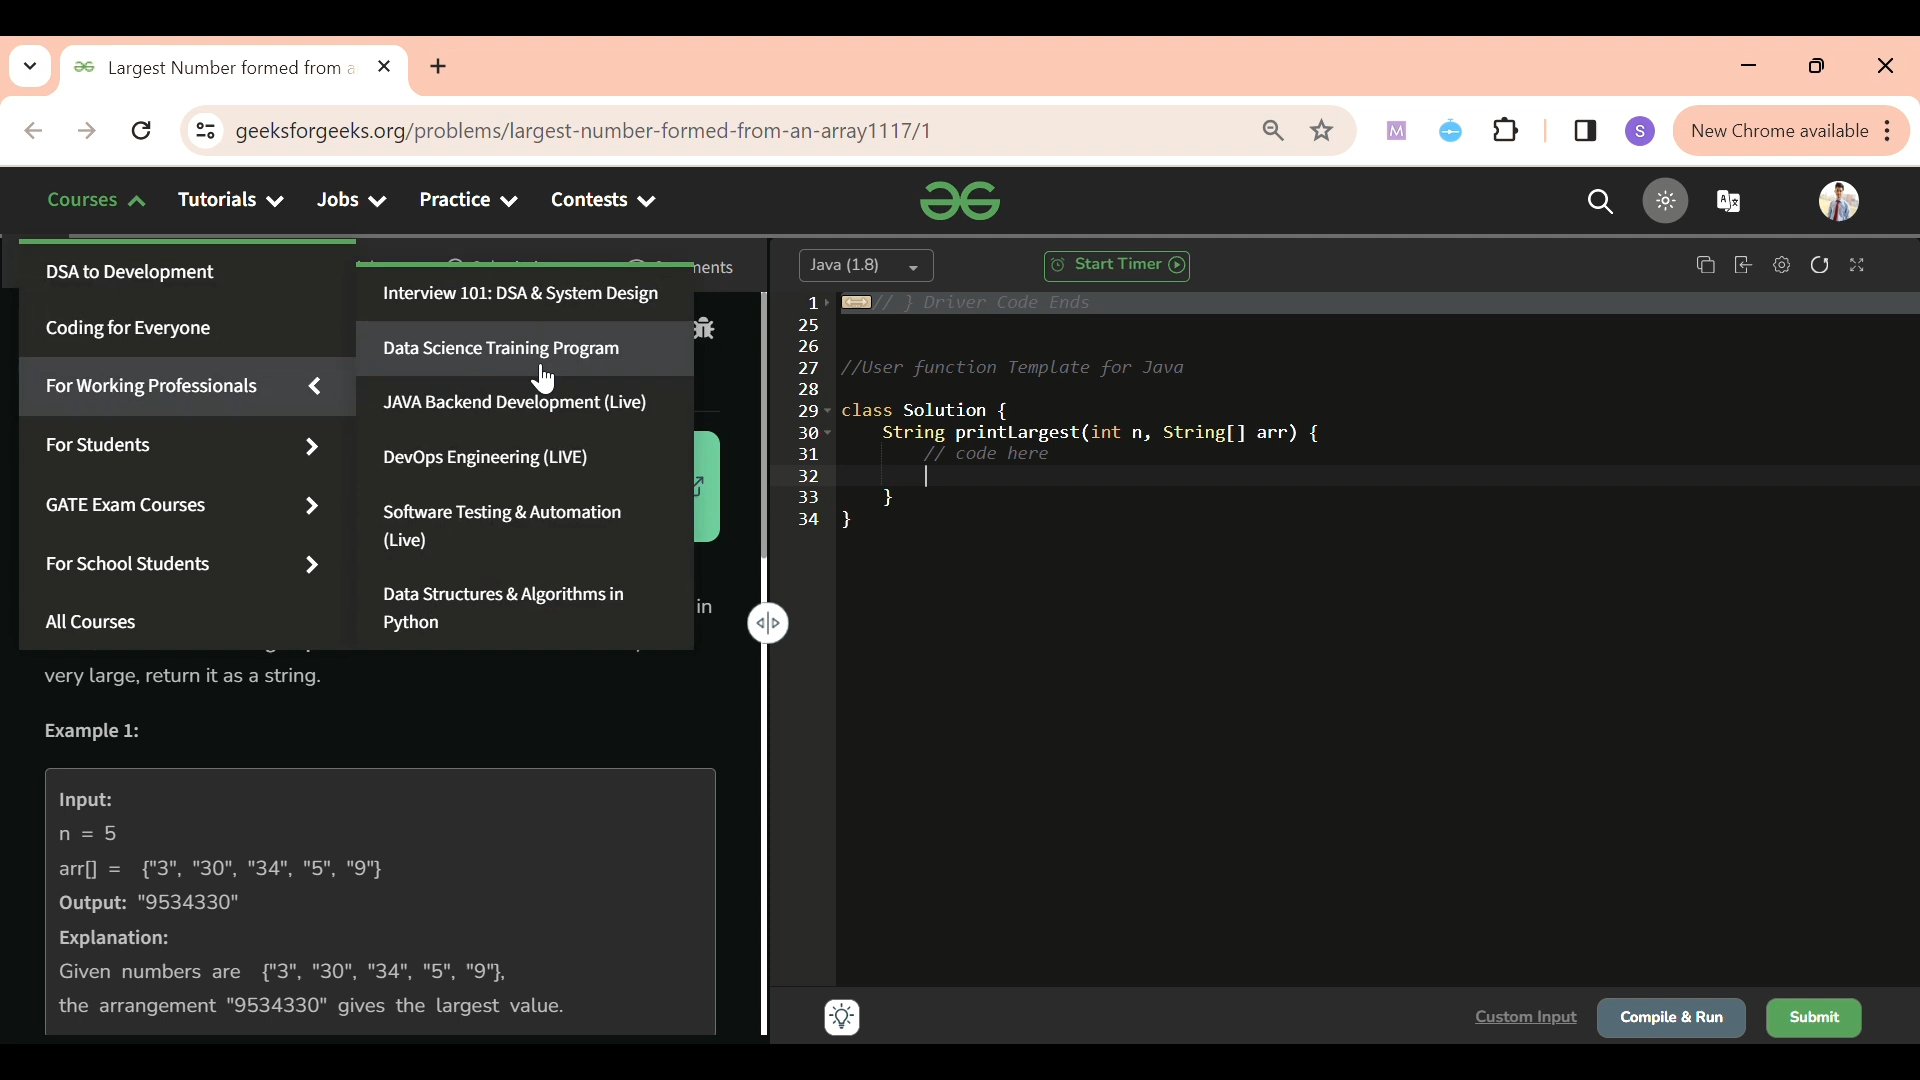 Largest Number formed from a
geeksforgeeks.org/problems/largest-number-formed-from-an-array1117/1
M
S
New Chrome available
Courses
Tutorials
Jobs
Practice
Contests
DSA to Development
Coding for Everyone
For Working Professionals
For Students
GATE Exam Courses
For School Students
All Courses
Interview 101: DSA & System Design
Data Science Training Program
JAVA Backend Development (Live)
DevOps Engineering (LIVE)
Software Testing & Automation
(Live)
Data Structures & Algorithms in
Python
in
very large, return it as a string.
Example 1:
Input:
n = 5
arr[] = {"3", "30", "34", "5", "9"}
Output: "9534330"
Explanation:
Given numbers are {"3", "30", "34", "5", "9"},
the arrangement "9534330" gives the largest value.
Java (1.8)
Start Timer
1 // } Driver Code Ends
25
26
27 //User function Template for Java
28
29 class Solution {
30 String printLargest(int n, String[] arr) {
31 // code here
32
33 }
34 }
Custom Input
Compile & Run
Submit